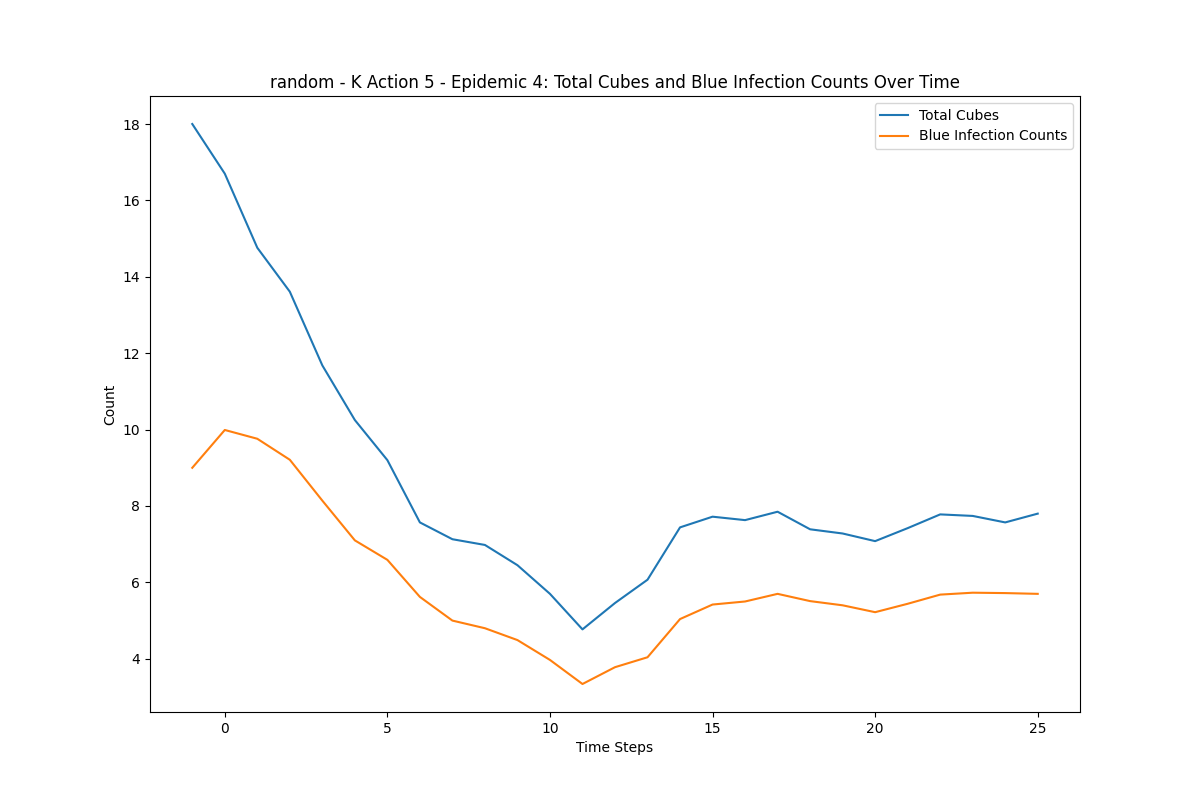 random - K Action 5 - Epidemic 4: Total Cubes and Blue Infection Counts Over Time
Total Cubes
Blue Infection Counts
18
16
14
12
10
8
6
4
Count
0 5 10 15 20 25
Time Steps